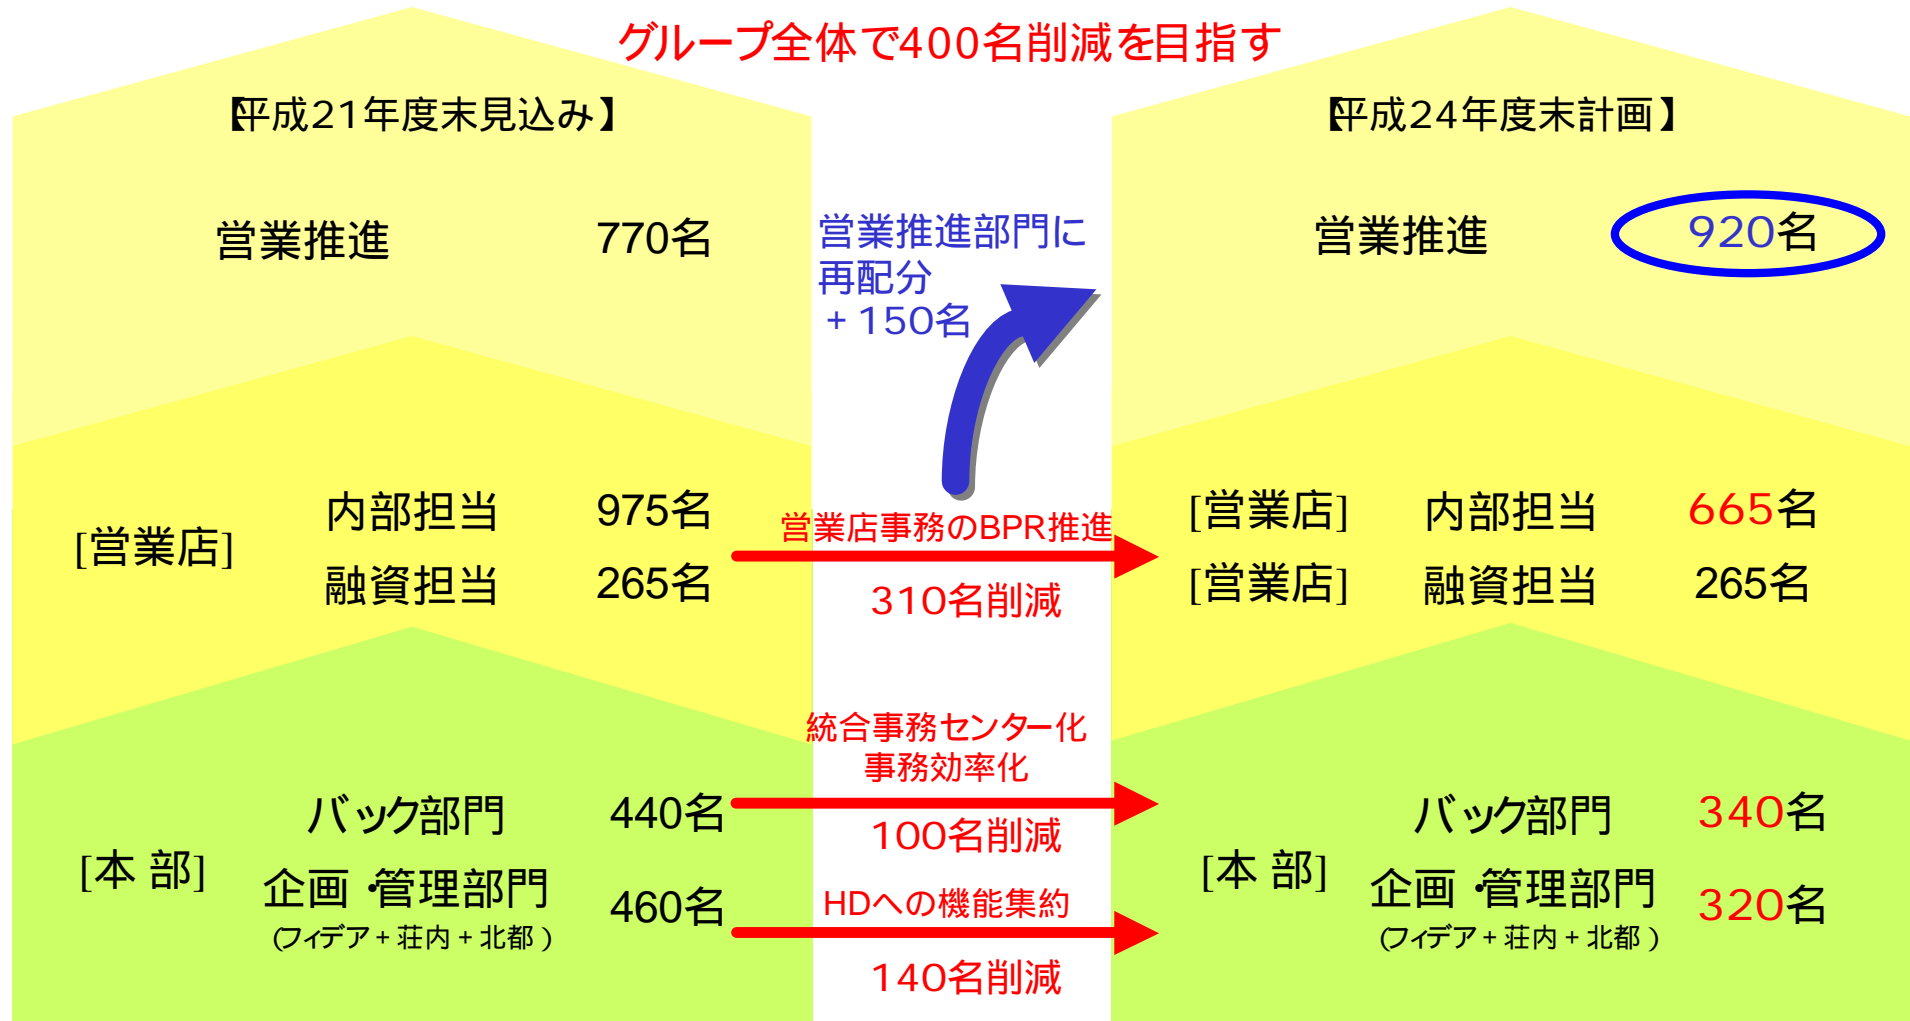 グループ全体で400名削減を目指す
【平成21年度末見込み】
営業推進 770名
[営業店]
内部担当 975名
融資担当 265名
[本 部]
バック部門 440名
企画・管理部門 460名
(フィデア+荘内+北都)
営業推進部門に
再配分
+150名
営業店事務のBPR推進
310名削減
統合事務センター化
事務効率化
100名削減
HDへの機能集約
140名削減
【平成24年度末計画】
営業推進 920名
[営業店] 内部担当 665名
[営業店] 融資担当 265名
[本 部]
バック部門 340名
企画・管理部門 320名
(フィデア+荘内+北都)